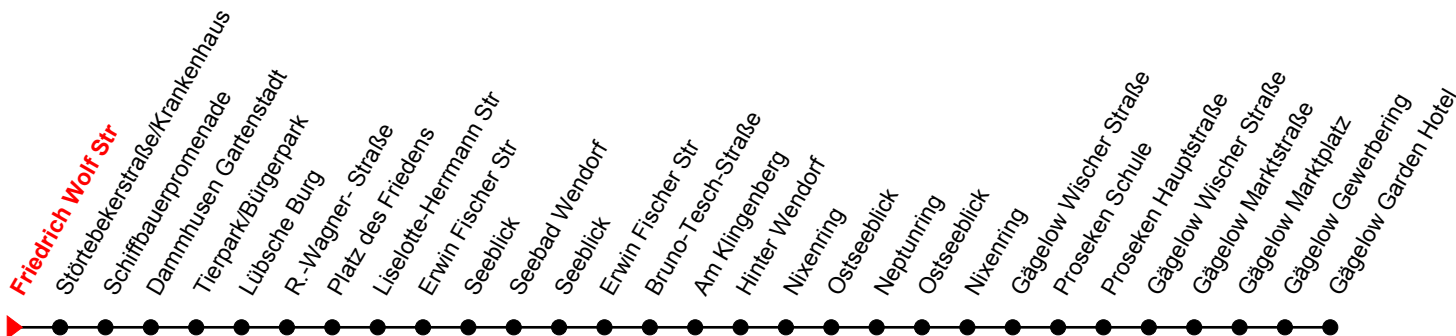 Friedrich Wolf Str
Störtebekerstraße/Krankenhaus
Schiffbauerpromenade
Dammhusen Gartenstadt
Tierpark/Bürgerpark
Lübsche Burg
R.-Wagner- Straße
Platz des Friedens
Liselotte-Herrmann Str
Erwin Fischer Str
Seeblick
Seebad Wendorf
Seeblick
Erwin Fischer Str
Bruno- Tesch-Straße
Am Klingenberg
Hinter Wendorf
Nixenring
Ostseeblick
Neptunring
Ostseeblick
Nixenring
Gägelow Wischer Straße
Proseken Schule
Proseken Hauptstraße
Gägelow Wischer Straße
Gägelow Marktstraße
Gägelow Marktplatz
Gägelow Gewerbering
Gägelow Garden Hotel